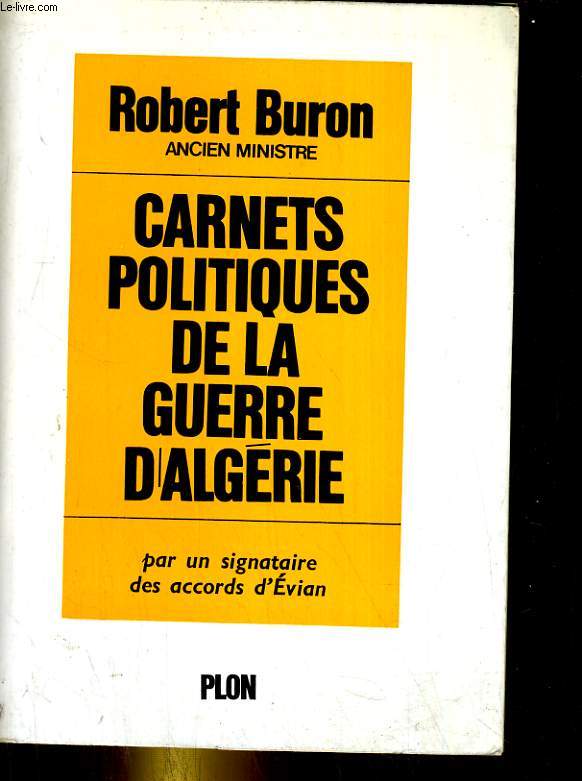 Le-livre.com
Robert Buron
ANCIEN MINISTRE
CARNETS
POLITIQUES
DE LA
GUERRE
D'ALGÉRIE
par un signataire
des accords d'Évian
PLON